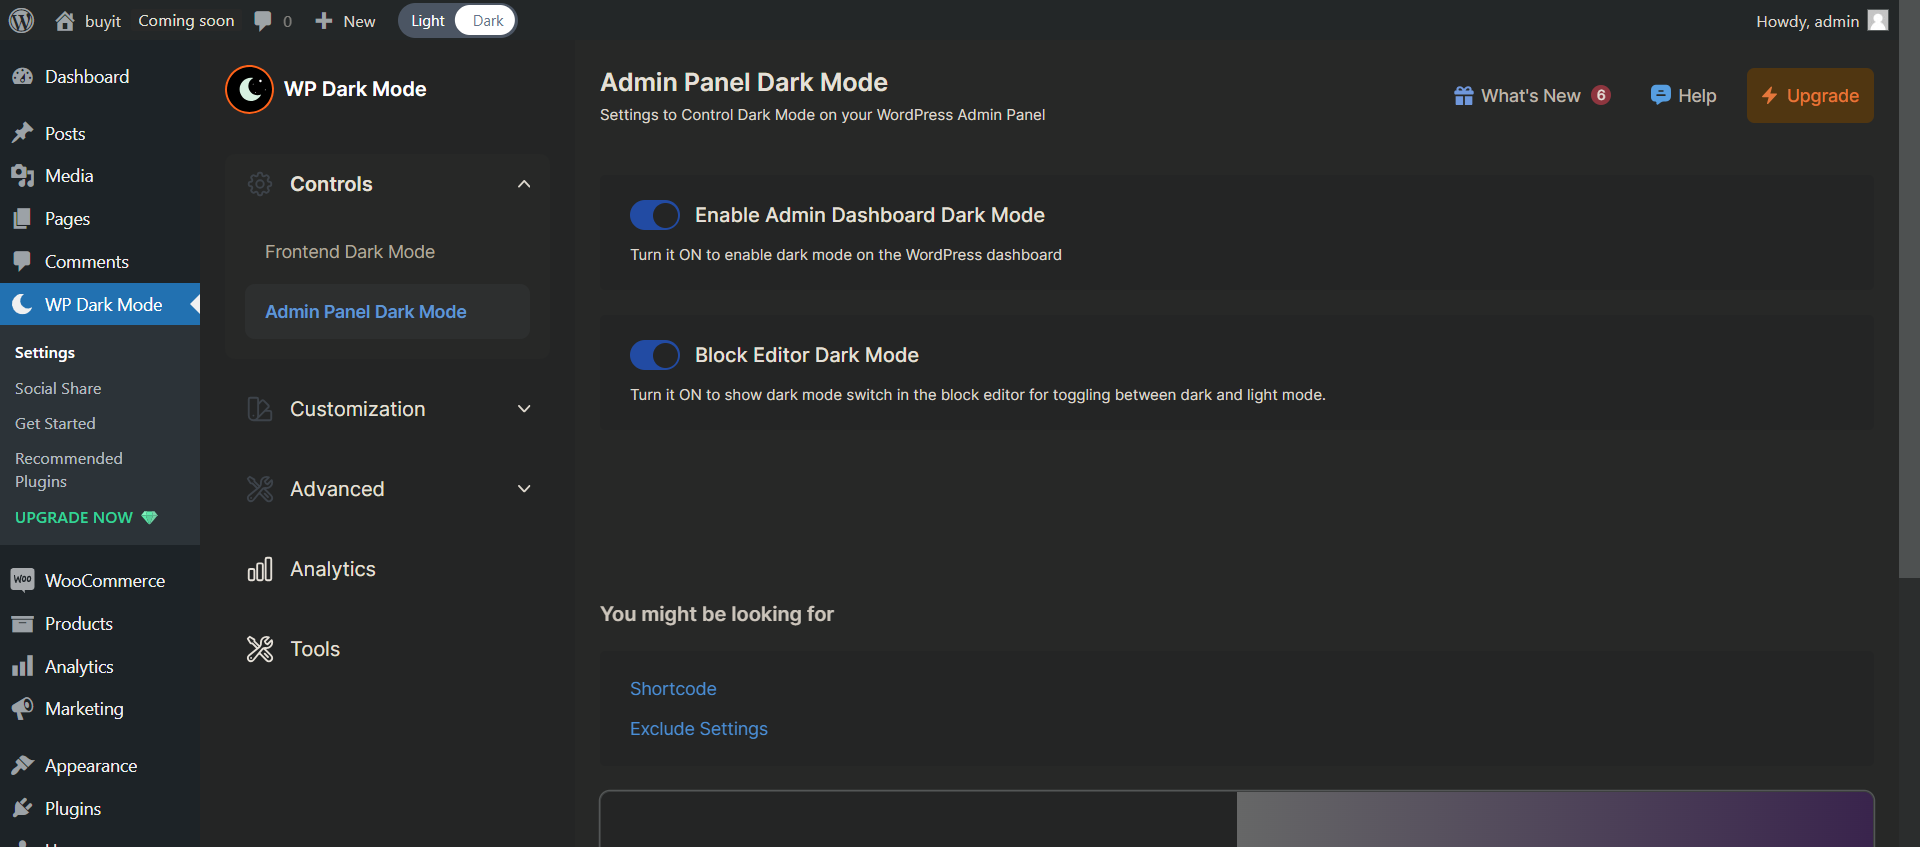 buyit
Coming soon
0
New
Light
Dark
Howdy, admin
Dashboard
Posts
Media
Pages
Comments
WP Dark Mode
Settings
Social Share
Get Started
Recommended
Plugins
UPGRADE NOW
Woo
WooCommerce
Products
Analytics
Marketing
Appearance
Plugins
WP Dark Mode
Controls
Frontend Dark Mode
Admin Panel Dark Mode
Customization
Advanced
Analytics
Tools
Admin Panel Dark Mode
Settings to Control Dark Mode on your WordPress Admin Panel
What's New 6
Help
Upgrade
Enable Admin Dashboard Dark Mode
Turn it ON to enable dark mode on the WordPress dashboard
Block Editor Dark Mode
Turn it ON to show dark mode switch in the block editor for toggling between dark and light mode.
You might be looking for
Shortcode
Exclude Settings